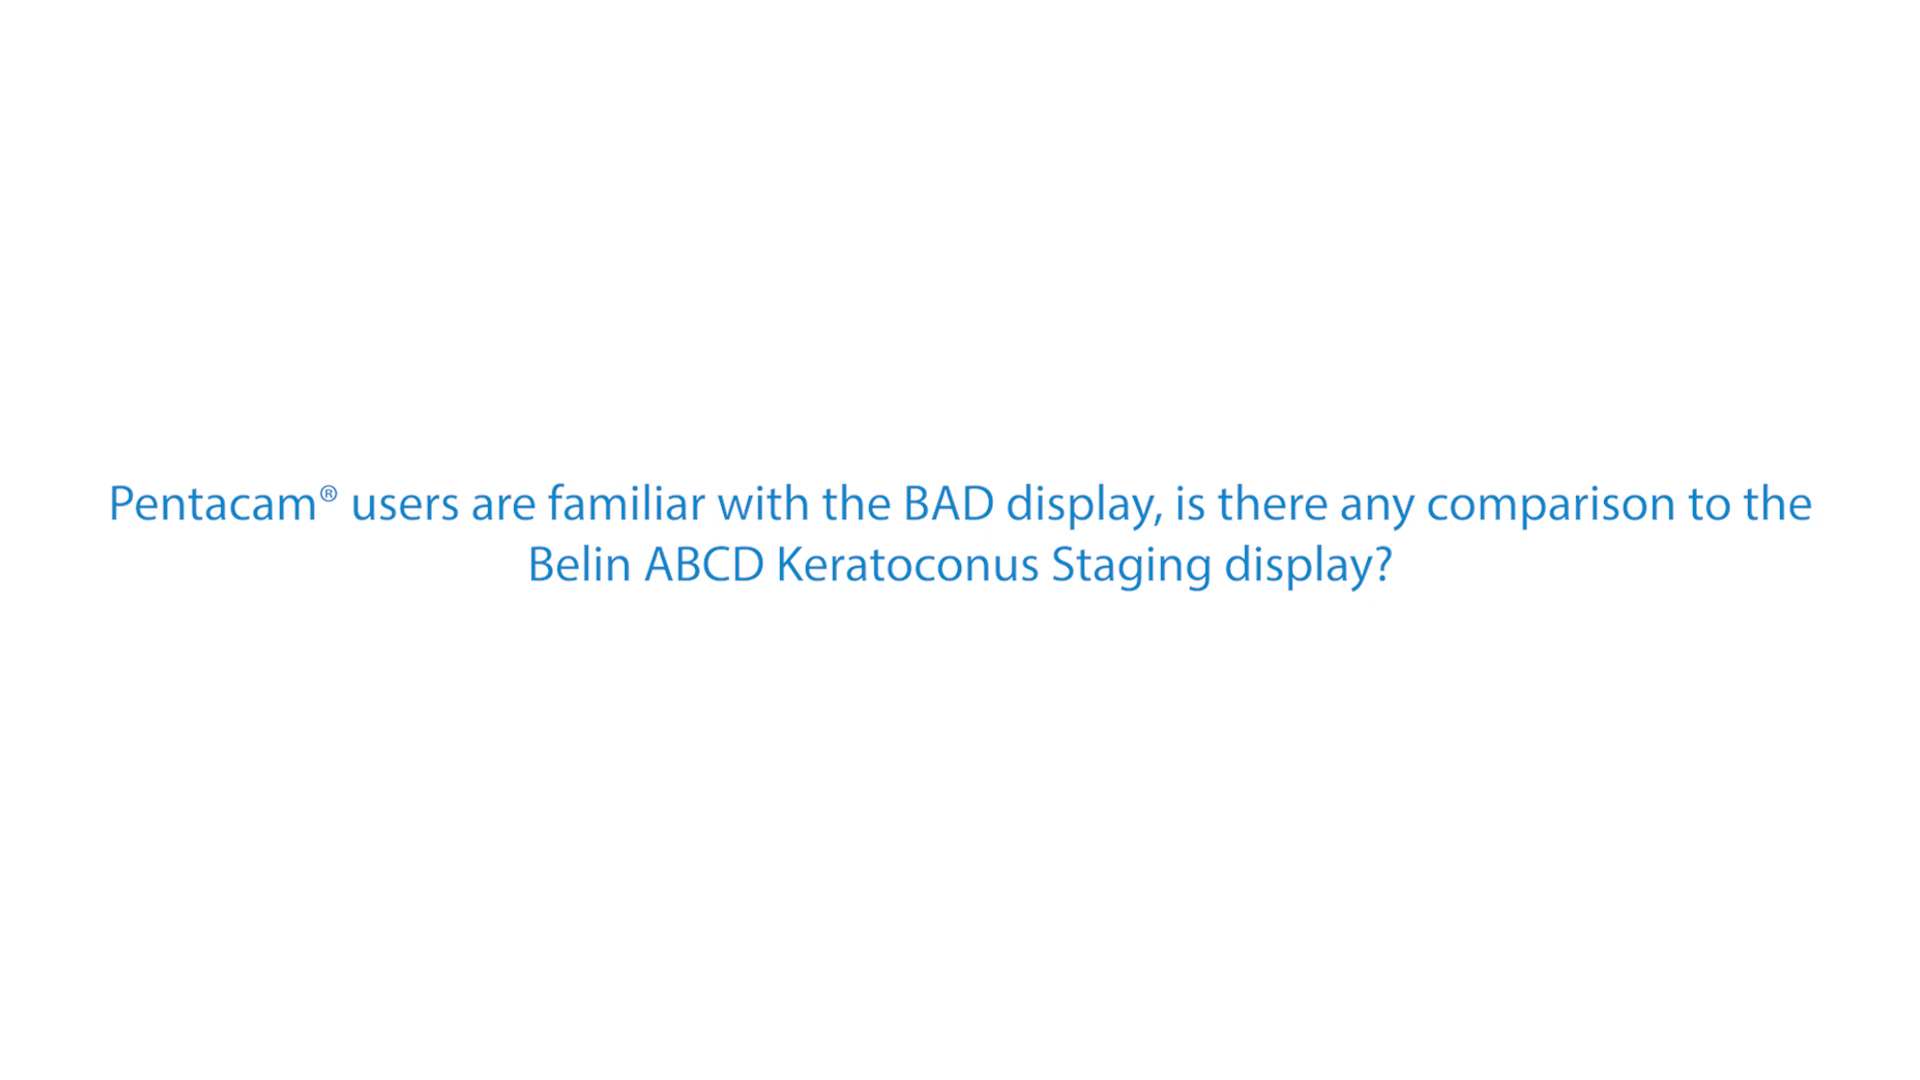 Pentacam® users are familiar with the BAD display, is there any comparison to the
Belin ABCD Keratoconus Staging display?